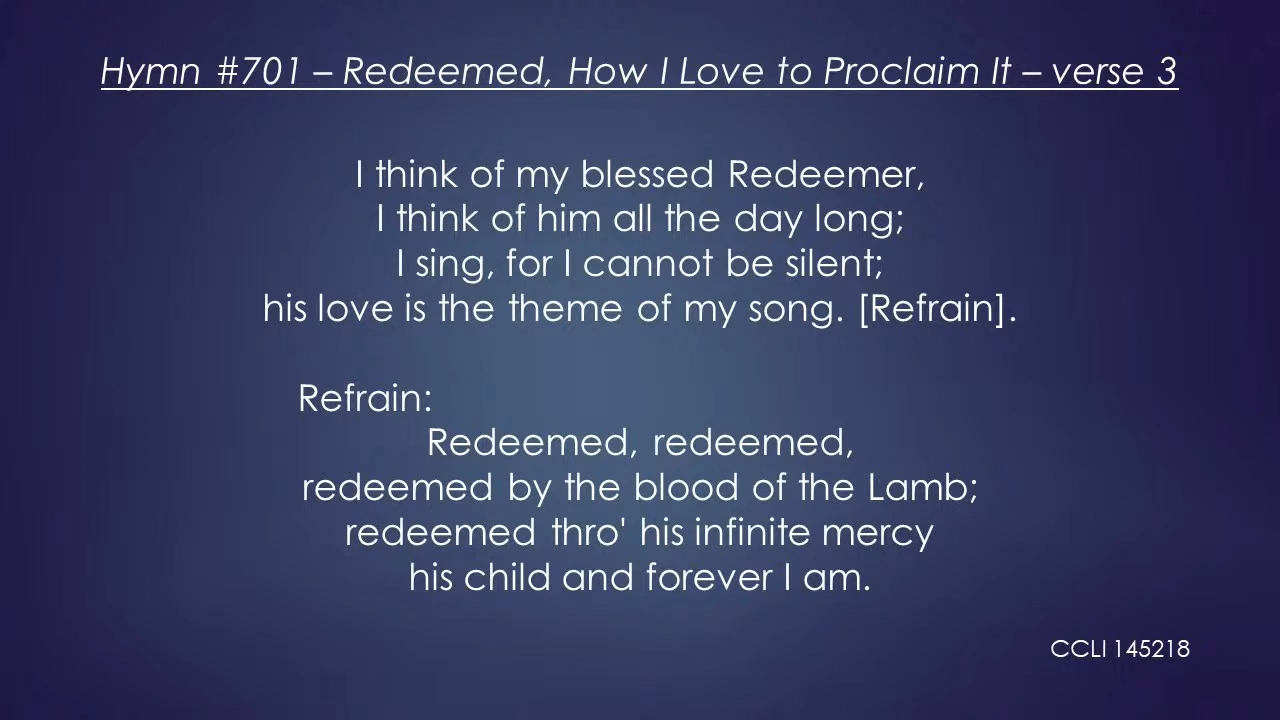 Hymn #701 – Redeemed, How I Love to Proclaim It – verse 3
I think of my blessed Redeemer,
I think of him all the day long;
I sing, for I cannot be silent;
his love is the theme of my song. [Refrain].
Refrain:
Redeemed, redeemed,
redeemed by the blood of the Lamb;
redeemed thro' his infinite mercy
his child and forever I am.
CCLI 145218